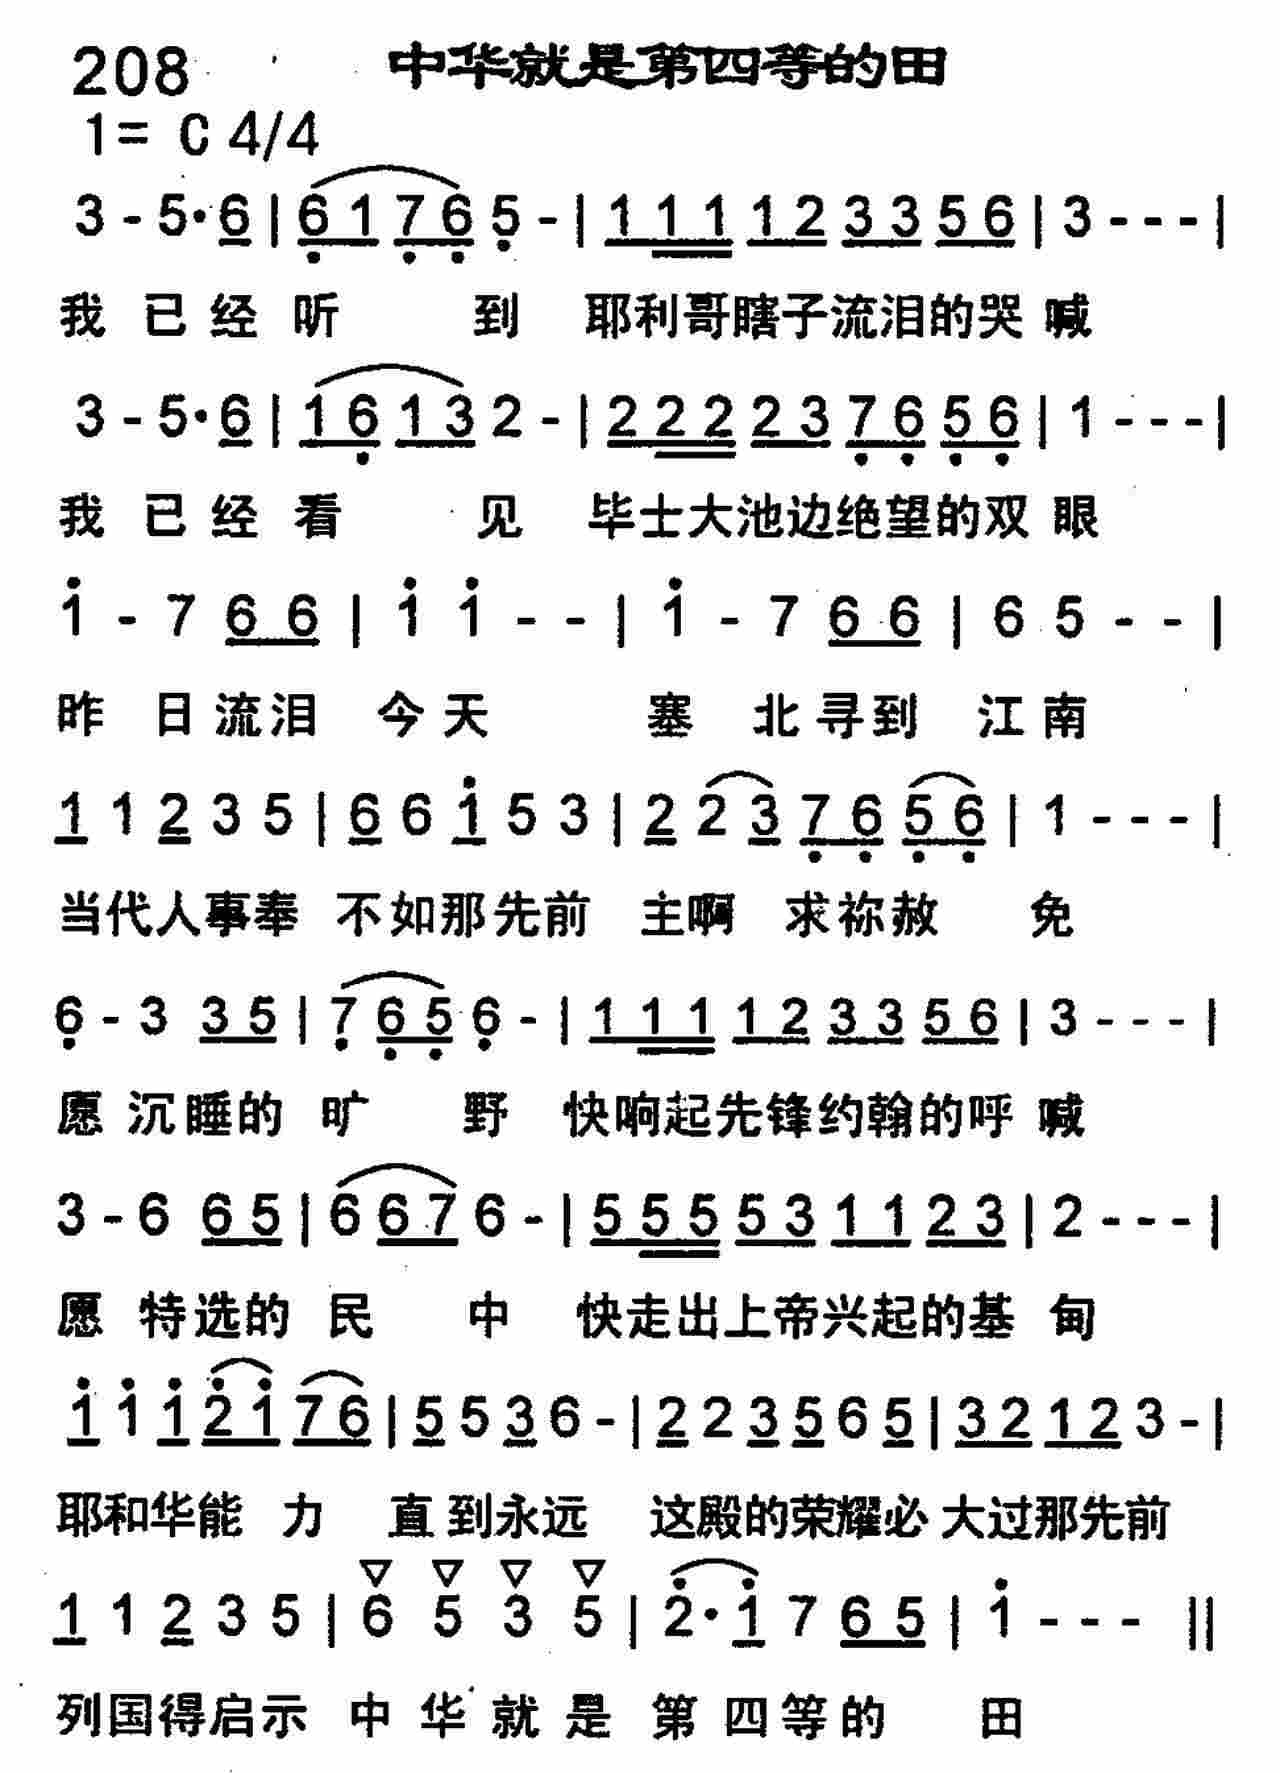 208 中华就是第四等的田
1= C 4/4
3 - 5· 6 | 6 1 7 6 5 - | 1 1 1 1 2 3 3 5 6 | 3 - - - |
我 已 经 听 到 耶利哥瞎子流泪的哭 喊
3 - 5· 6 | 1 6 1 3 2 - | 2 2 2 2 3 7 6 5 6 | 1 - - - |
我 已 经 看 见 毕士大池边绝望的双 眼
1 - 7 6 6 | 1 1 - - | 1 - 7 6 6 | 6 5 - - |
昨 日 流泪 今 天 塞 北 寻到 江 南
1 1 2 3 5 | 6 6 1 5 3 | 2 2 3 7 6 5 6 | 1 - - - |
当代人事奉 不如那先前 主啊 求祢赦 免
6 - 3 3 5 | 7 6 5 6 - | 1 1 1 1 2 3 3 5 6 | 3 - - - |
愿 沉睡的 旷 野 快响起先锋约翰的呼 喊
3 - 6 6 5 | 6 6 7 6 - | 5 5 5 5 3 1 1 2 3 | 2 - - - |
愿 特选的 民 中 快走出上帝兴起的基 甸
1 1 1 2 1 7 6 | 5 5 3 6 - | 2 2 3 5 6 5 | 3 2 1 2 3 - |
耶和华能 力 直到永远 这殿的荣耀必 大过那先前
1 1 2 3 5 | 6 5 3 5 | 2· 1 7 6 5 | 1 - - - ||
列国得启示 中 华 就 是 第 四 等 的 田